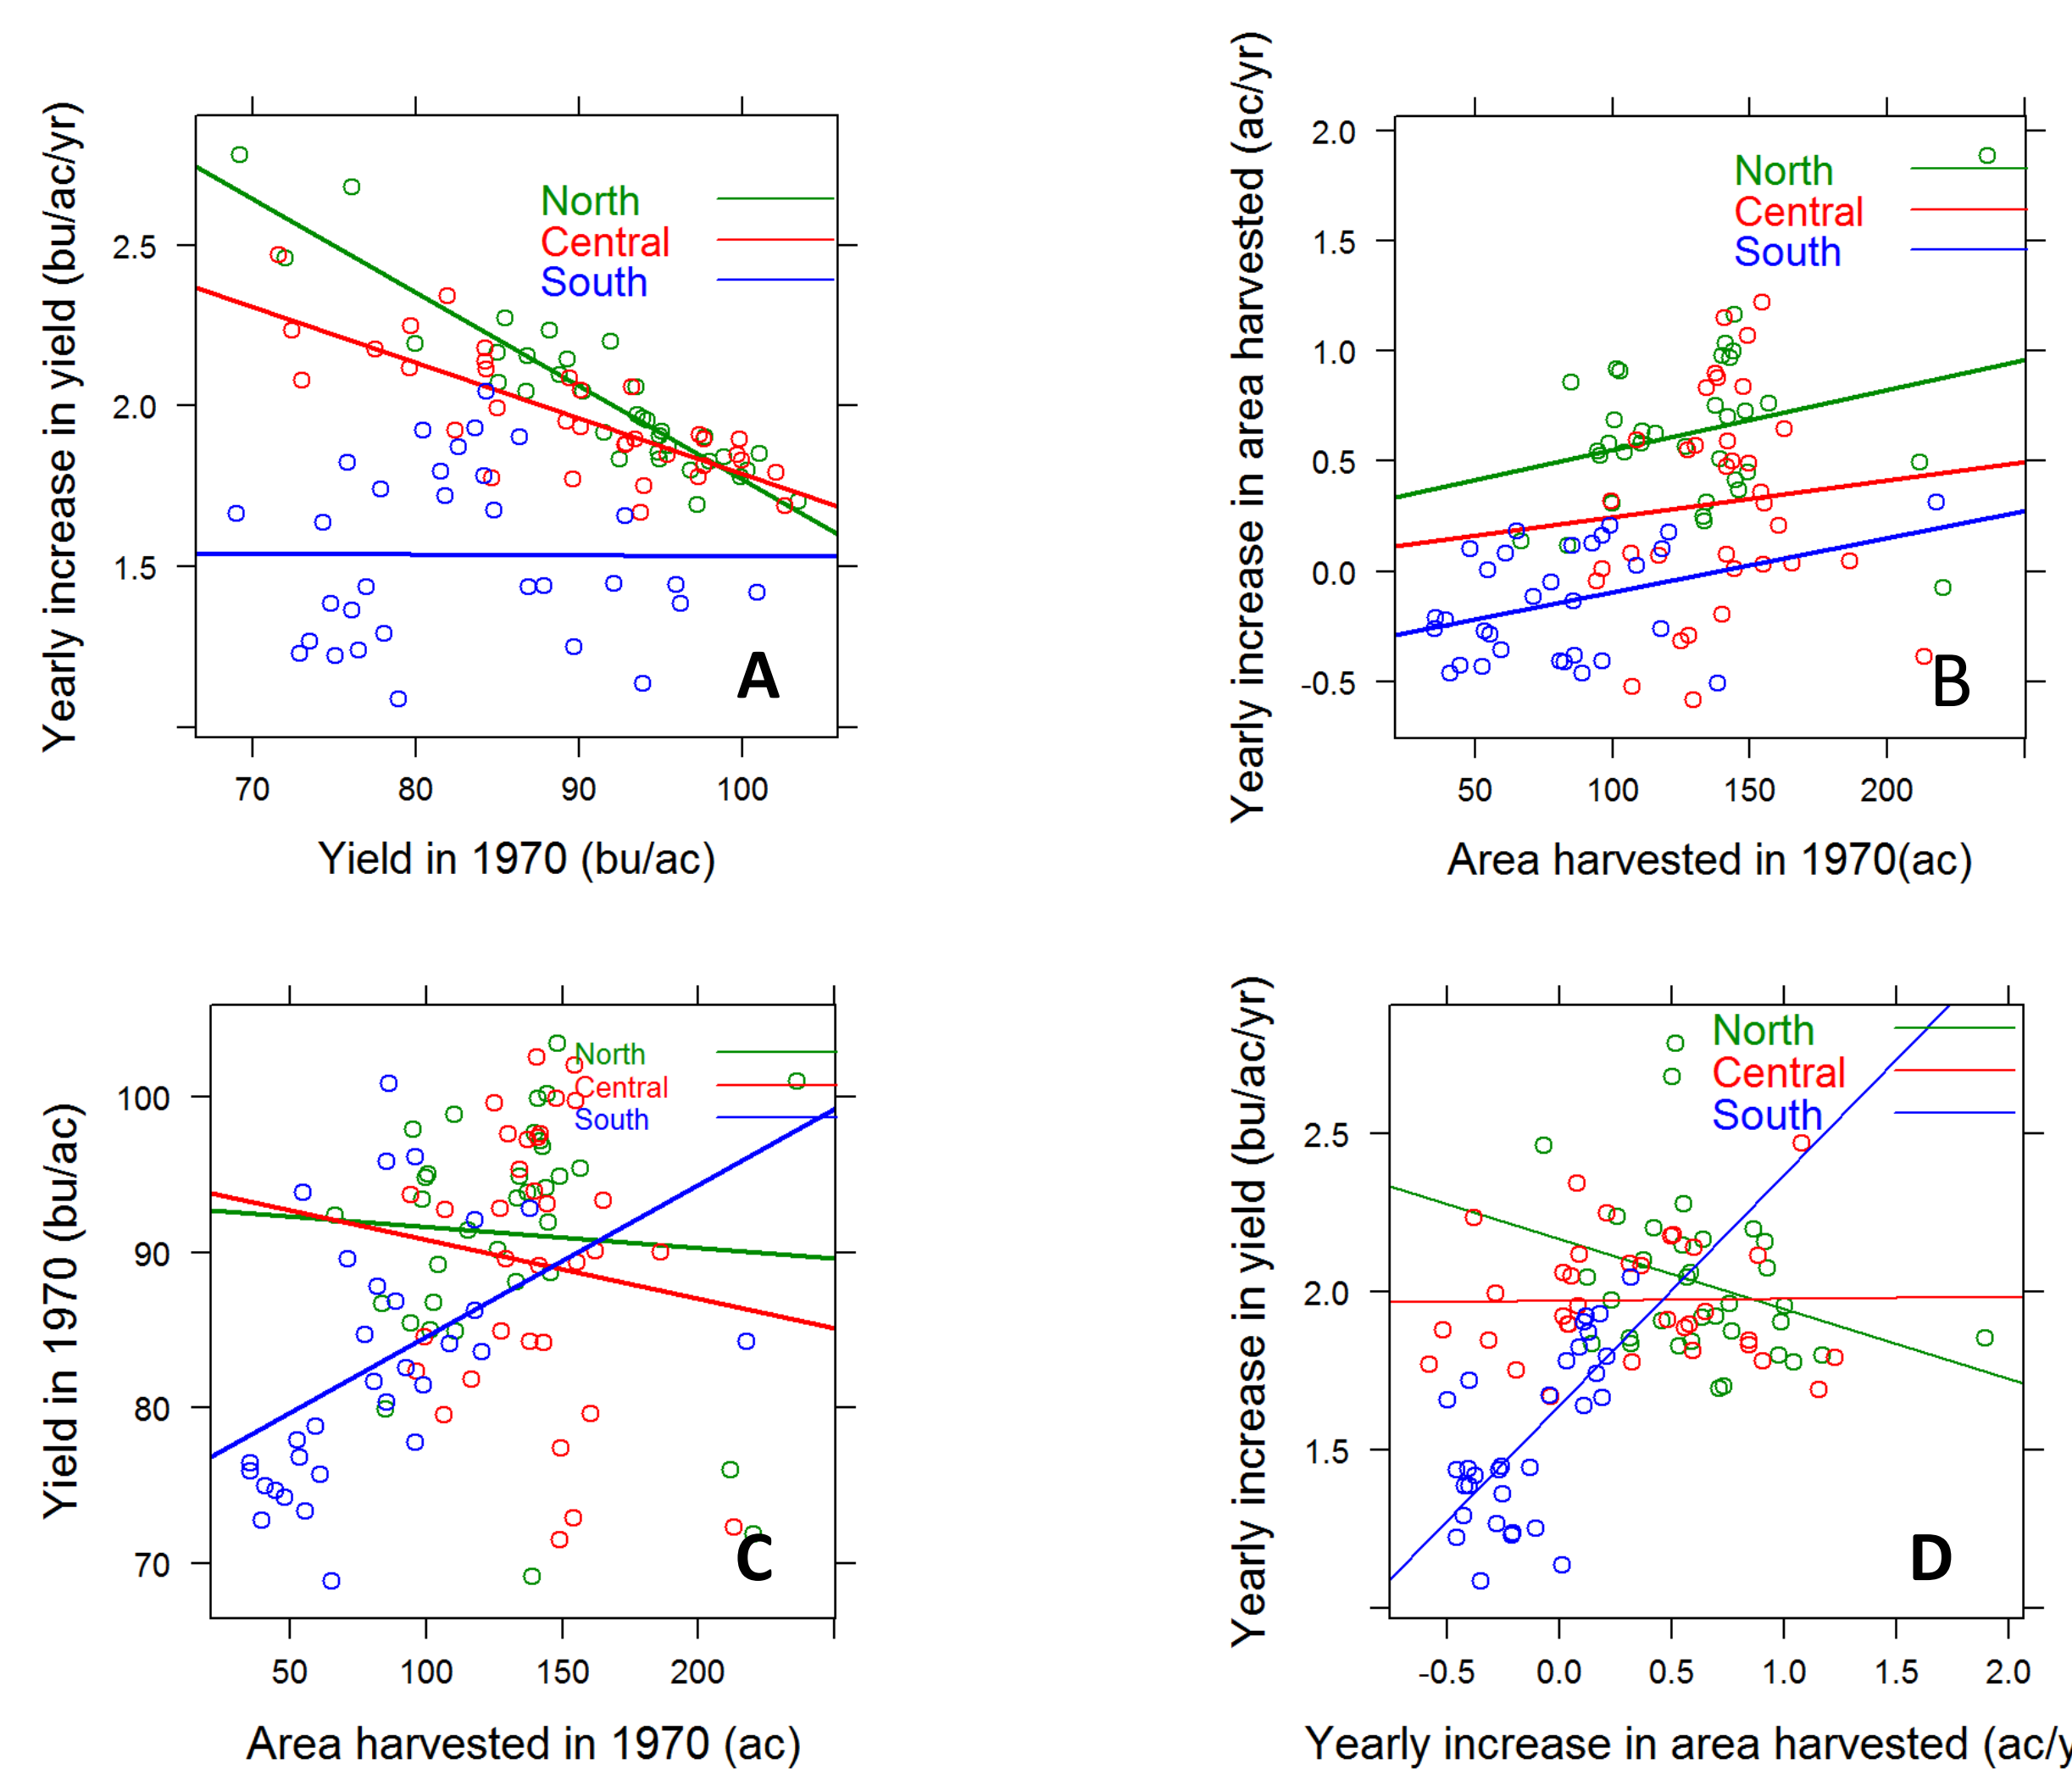 Yearly increase in yield (bu/ac/yr)
2.5
2.0
1.5
North
Central
South
A
70 80 90 100
Yield in 1970 (bu/ac)
Yearly increase in area harvested (ac/yr)
2.0
1.5
1.0
0.5
0.0
-0.5
North
Central
South
B
50 100 150 200
Area harvested in 1970(ac)
Yield in 1970 (bu/ac)
100
90
80
70
North
Central
South
C
50 100 150 200
Area harvested in 1970 (ac)
Yearly increase in yield (bu/ac/yr)
2.5
2.0
1.5
North
Central
South
D
-0.5 0.0 0.5 1.0 1.5 2.0
Yearly increase in area harvested (ac/y